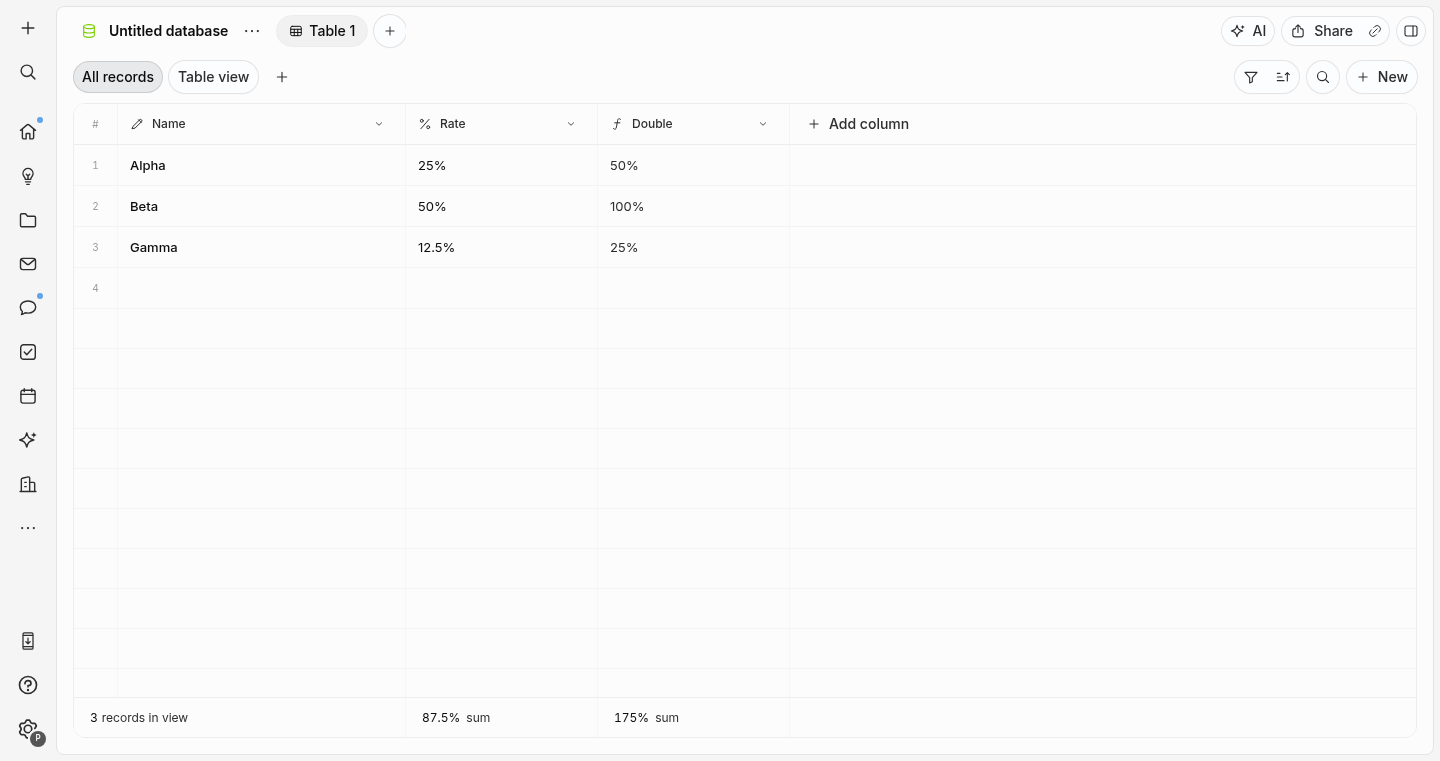 Untitled database
Table 1
AI
Share
All records
Table view
New
# Name Rate Double Add column
1 Alpha 25% 50%
2 Beta 50% 100%
3 Gamma 12.5% 25%
4
3 records in view 87.5% sum 175% sum
P